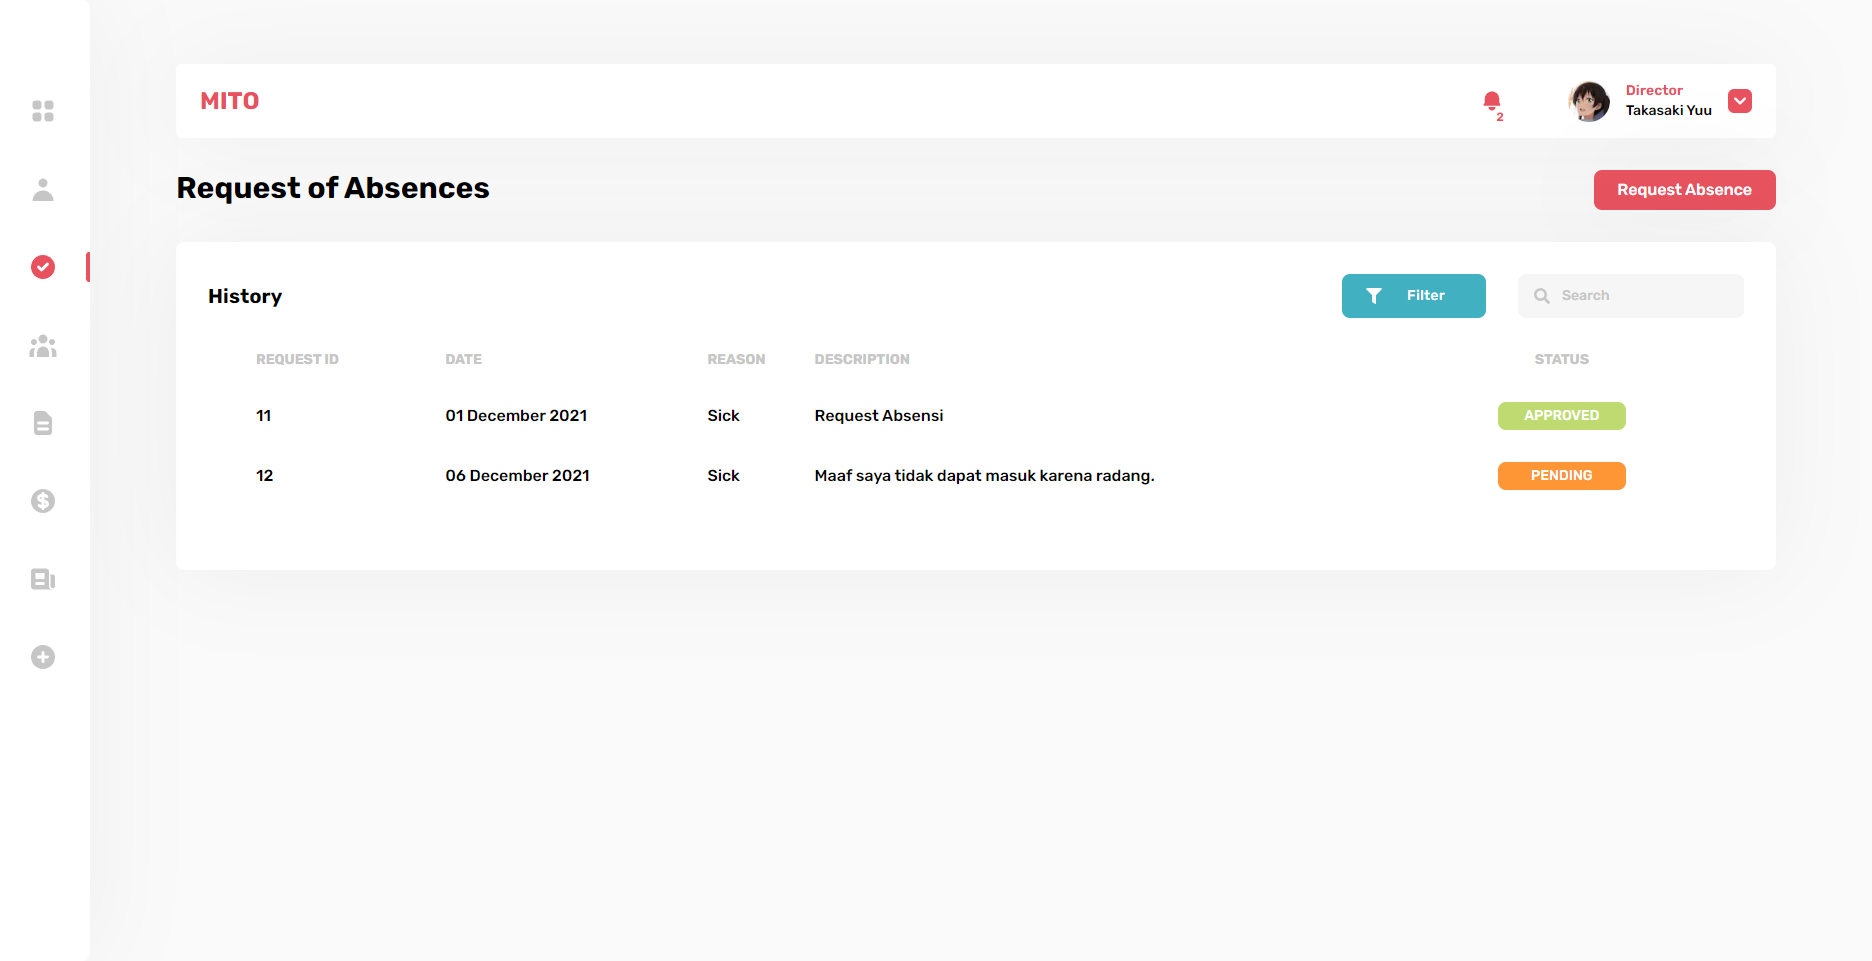 MITO
2
Director
Takasaki Yuu
Request of Absences
Request Absence
History
Filter
Search
REQUEST ID DATE REASON DESCRIPTION STATUS
11 01 December 2021 Sick Request Absensi APPROVED
12 06 December 2021 Sick Maaf saya tidak dapat masuk karena radang. PENDING